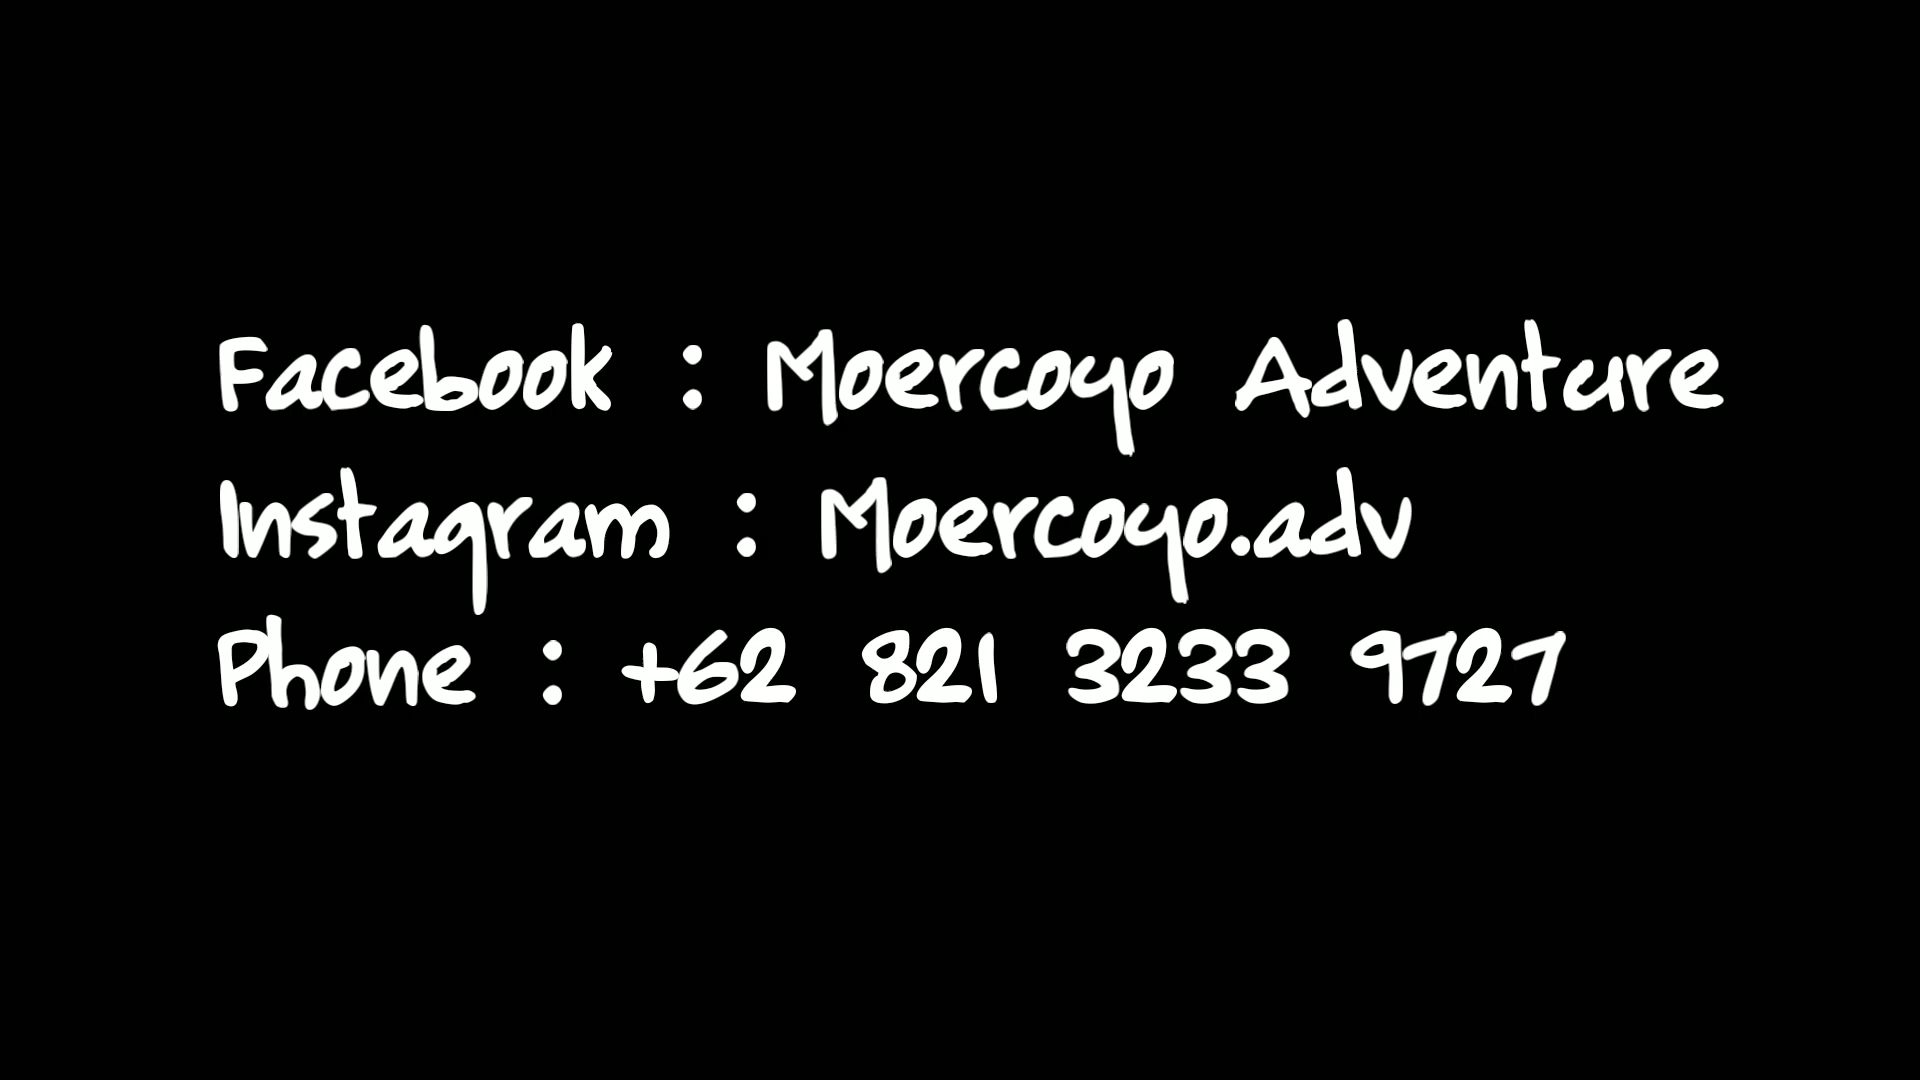 Facebook : Moercoyo Adventure
Instagram : Moercoyo.adv
Phone : +62 821 3233 9727